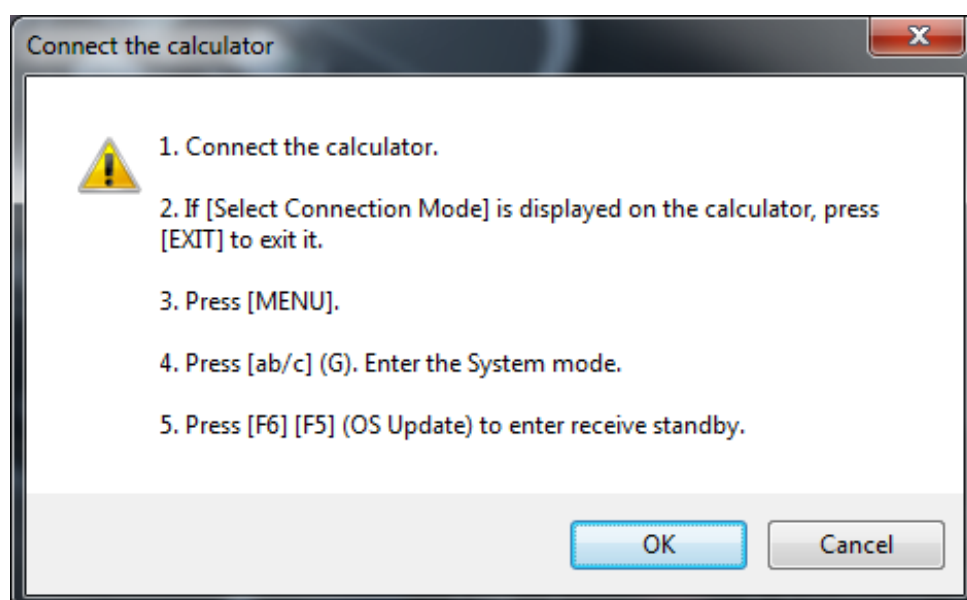 Connect the calculator
1. Connect the calculator.
2. If [Select Connection Mode] is displayed on the calculator, press
[EXIT] to exit it.
3. Press [MENU].
4. Press [ab/c] (G). Enter the System mode.
5. Press [F6] [F5] (OS Update) to enter receive standby.
OK
Cancel